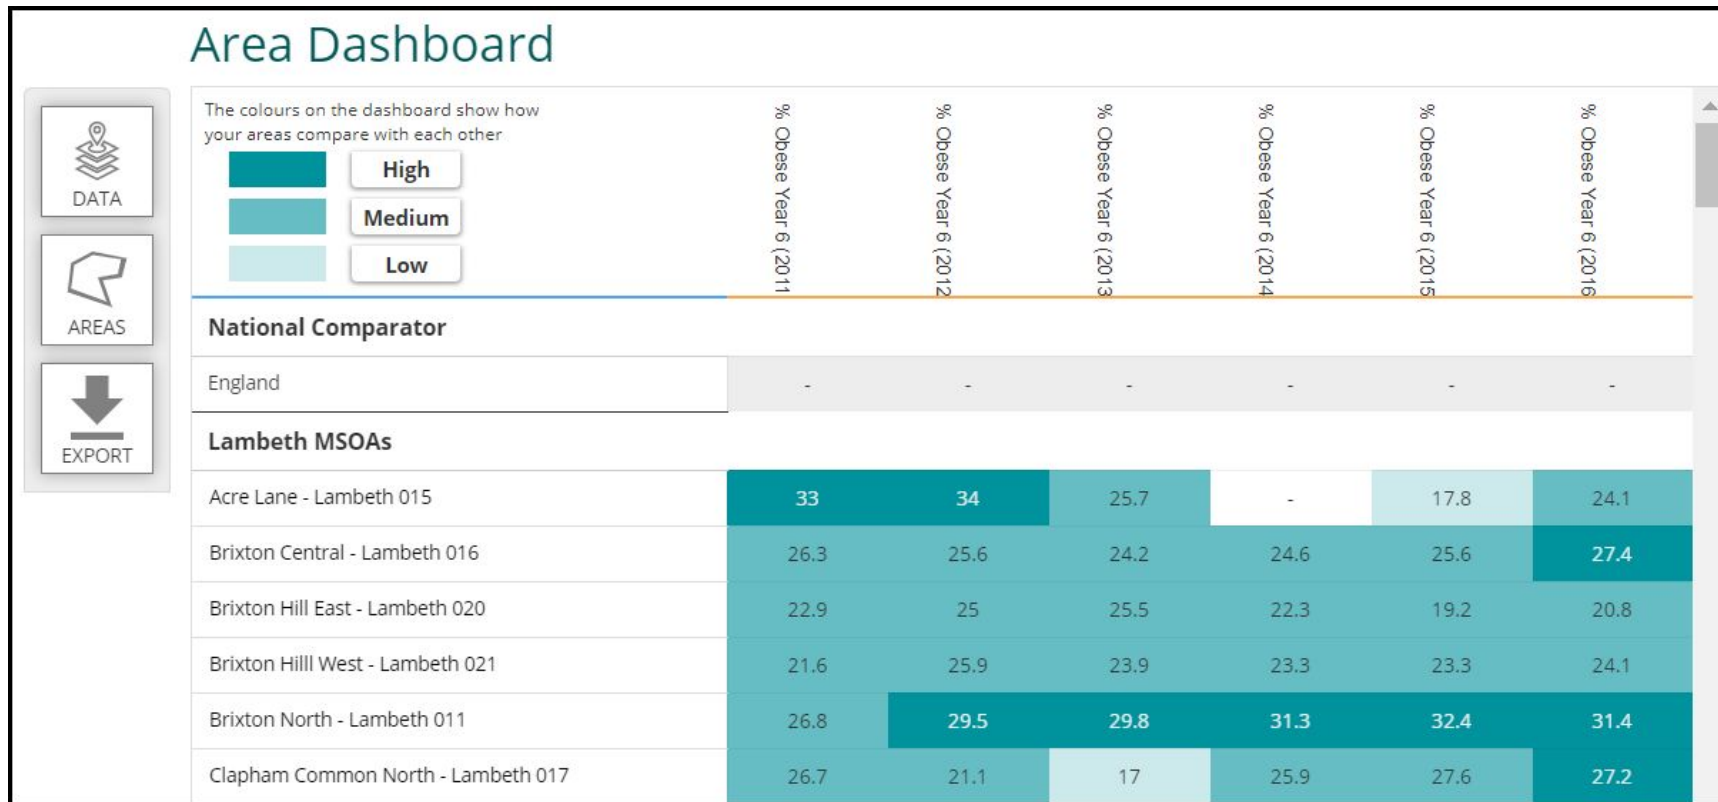 Area Dashboard
DATA
AREAS
EXPORT
The colours on the dashboard show how
your areas compare with each other
High
Medium
Low
% Obese Year 6 (2011
% Obese Year 6 (2012
% Obese Year 6 (2013
% Obese Year 6 (2014
% Obese Year 6 (2015
% Obese Year 6 (2016
National Comparator
England - - - - - -
Lambeth MSOAs
Acre Lane - Lambeth 015 33 34 25.7 - 17.8 24.1
Brixton Central - Lambeth 016 26.3 25.6 24.2 24.6 25.6 27.4
Brixton Hill East - Lambeth 020 22.9 25 25.5 22.3 19.2 20.8
Brixton Hilll West - Lambeth 021 21.6 25.9 23.9 23.3 23.3 24.1
Brixton North - Lambeth 011 26.8 29.5 29.8 31.3 32.4 31.4
Clapham Common North - Lambeth 017 26.7 21.1 17 25.9 27.6 27.2